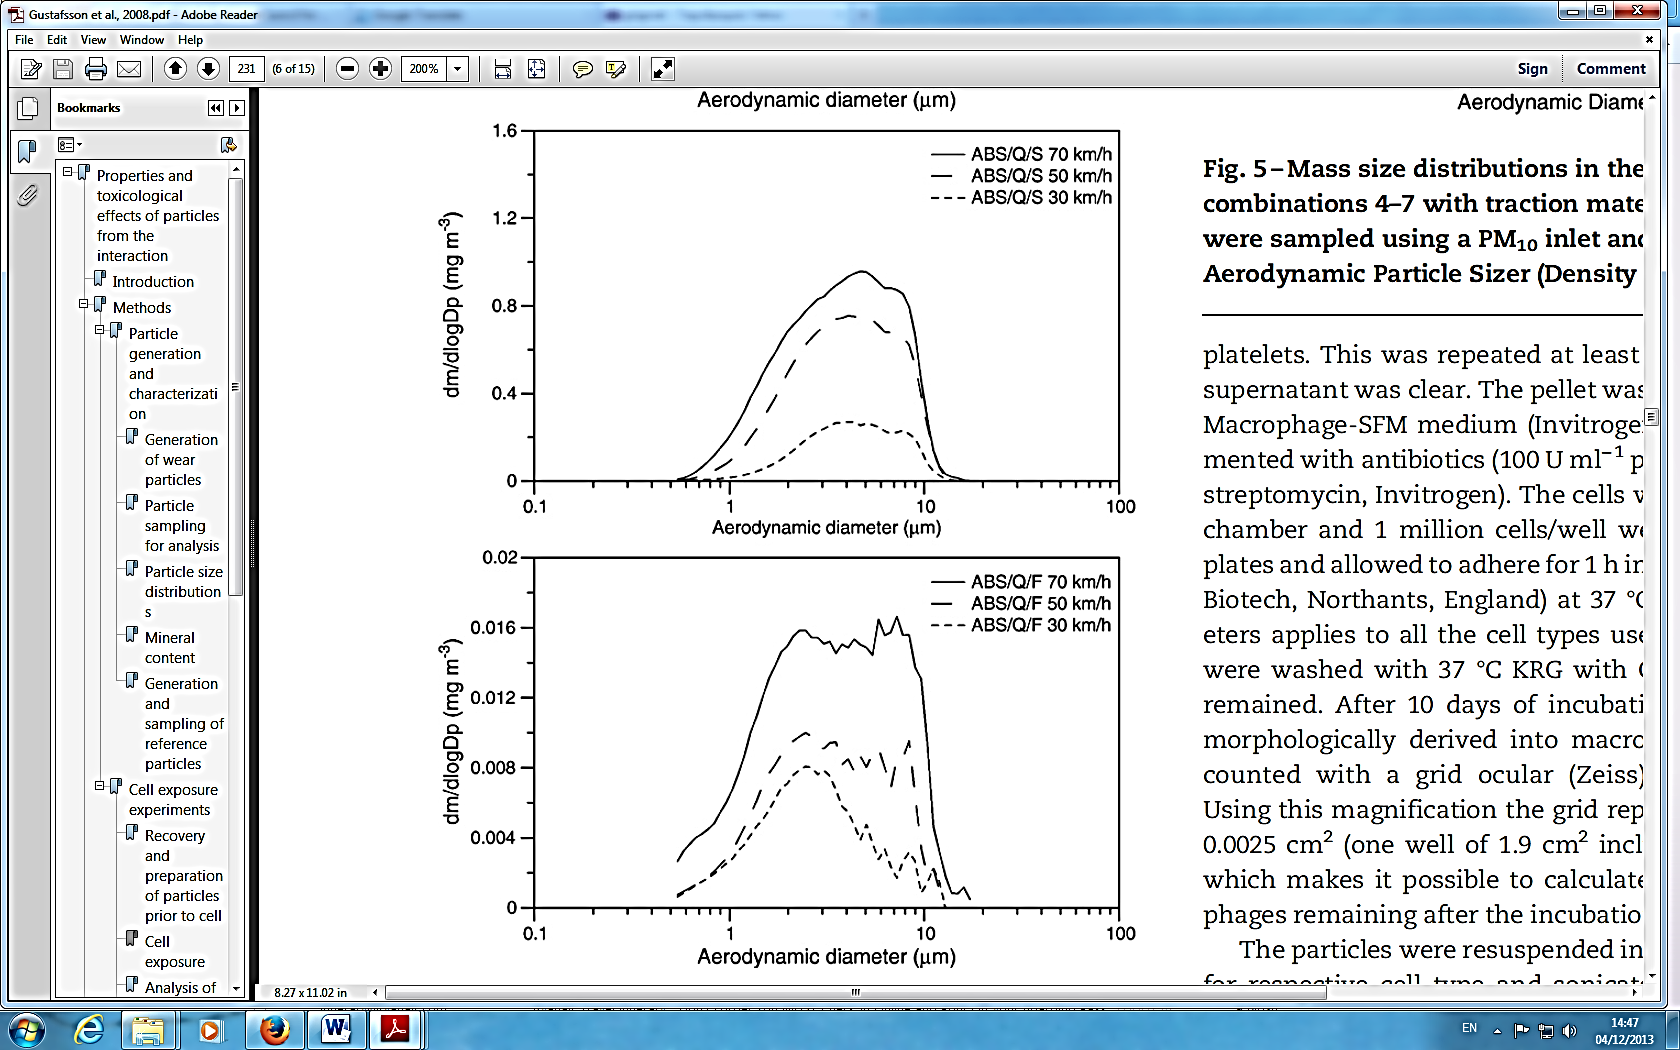 Gustafsson et al., 2008.pdf - Adobe Reader
File Edit View Window Help
231 (6 of 15) 200% Sign Comment
Bookmarks
Properties and
toxicological
effects of particles
from the
interaction
Introduction
Methods
Particle
generation
and
characterizati
on
Generation
of wear
particles
Particle
sampling
for analysis
Particle size
distribution
s
Mineral
content
Generation
and
sampling of
reference
particles
Cell exposure
experiments
Recovery
and
preparation
of particles
prior to cell
Cell
exposure
Analysis of
Aerodynamic diameter (μm)
1.6
1.2
0.8
0.4
0
dm/dlogDp (mg m⁻³)
ABS/Q/S 70 km/h
ABS/Q/S 50 km/h
ABS/Q/S 30 km/h
0.1 1 10 100
Aerodynamic diameter (μm)
0.02
0.016
0.012
0.008
0.004
0
dm/dlogDp (mg m⁻³)
ABS/Q/F 70 km/h
ABS/Q/F 50 km/h
ABS/Q/F 30 km/h
0.1 1 10 100
Aerodynamic diameter (μm)
Aerodynamic Diame
Fig. 5–Mass size distributions in the
combinations 4–7 with traction mate
were sampled using a PM₁₀ inlet and
Aerodynamic Particle Sizer (Density
platelets. This was repeated at least
supernatant was clear. The pellet was
Macrophage-SFM medium (Invitroge
mented with antibiotics (100 U ml⁻¹ p
streptomycin, Invitrogen). The cells w
chamber and 1 million cells/well we
plates and allowed to adhere for 1 h in
Biotech, Northants, England) at 37 °C
eters applies to all the cell types use
were washed with 37 °C KRG with C
remained. After 10 days of incubati
morphologically derived into macro
counted with a grid ocular (Zeiss)
Using this magnification the grid rep
0.0025 cm² (one well of 1.9 cm² incl
which makes it possible to calculate
phages remaining after the incubatio
The particles were resuspended in
for respective cell type and sonicat
8.27 x 11.02 in
EN
14:47
04/12/2013